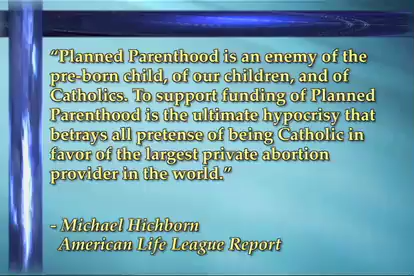 “Planned Parenthood is an enemy of the
pre-born child, of our children, and of
Catholics. To support funding of Planned
Parenthood is the ultimate hypocrisy that
betrays all pretense of being Catholic in
favor of the largest private abortion
provider in the world.”
- Michael Hichborn
American Life League Report